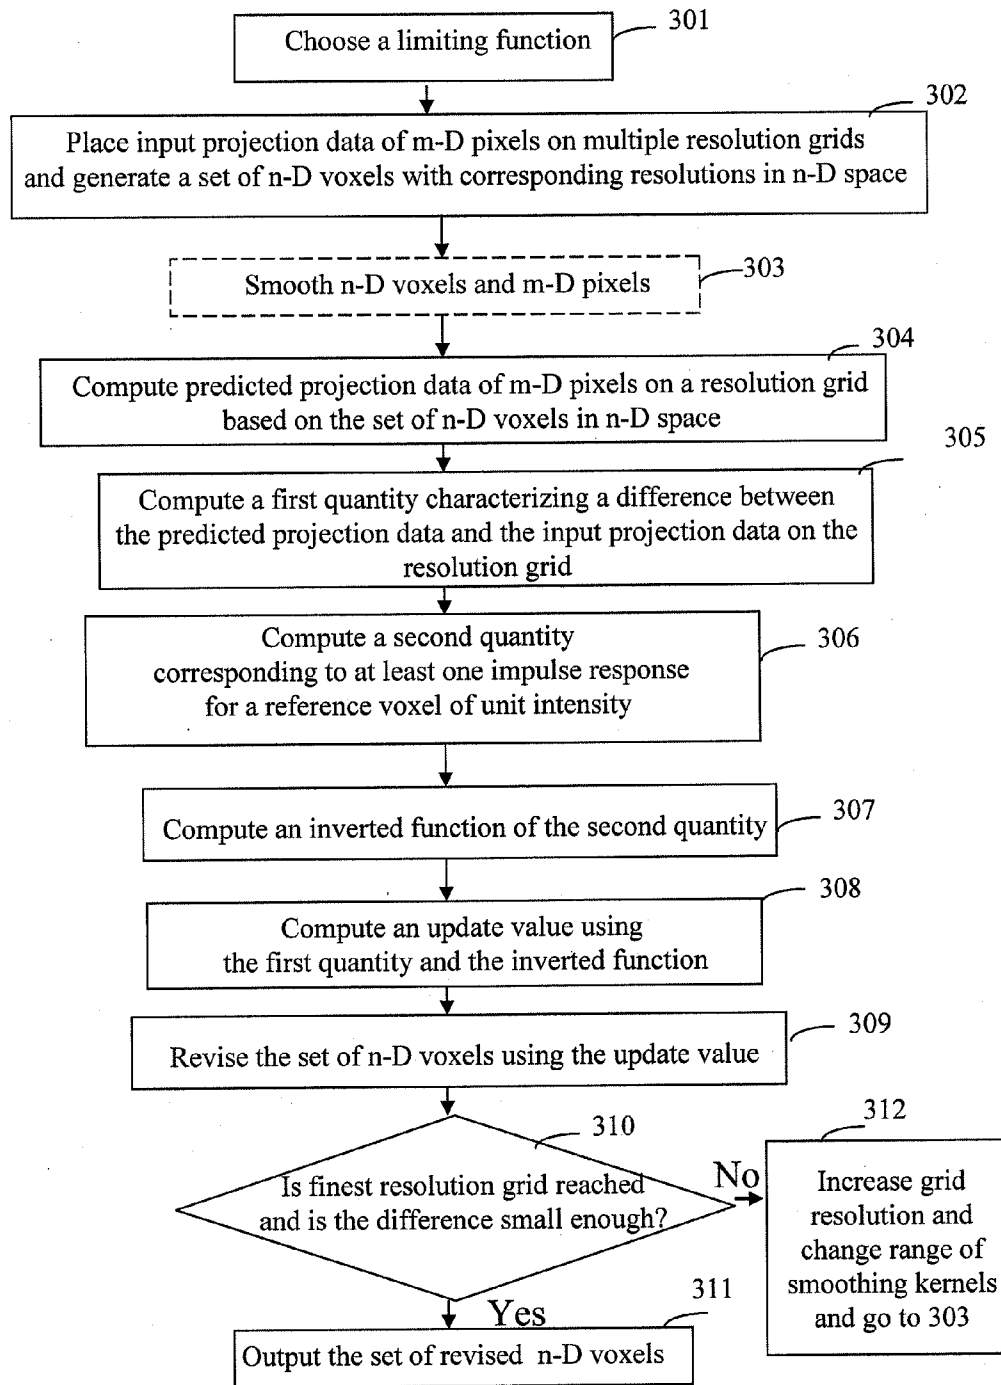 301
Choose a limiting function
302
Place input projection data of m-D pixels on multiple resolution grids
and generate a set of n-D voxels with corresponding resolutions in n-D space
303
Smooth n-D voxels and m-D pixels
304
Compute predicted projection data of m-D pixels on a resolution grid
based on the set of n-D voxels in n-D space
305
Compute a first quantity characterizing a difference between
the predicted projection data and the input projection data on the
resolution grid
306
Compute a second quantity
corresponding to at least one impulse response
for a reference voxel of unit intensity
307
Compute an inverted function of the second quantity
308
Compute an update value using
the first quantity and the inverted function
309
Revise the set of n-D voxels using the update value
310
Is finest resolution grid reached
and is the difference small enough?
No
312
Increase grid
resolution and
change range of
smoothing kernels
and go to 303
Yes
311
Output the set of revised n-D voxels